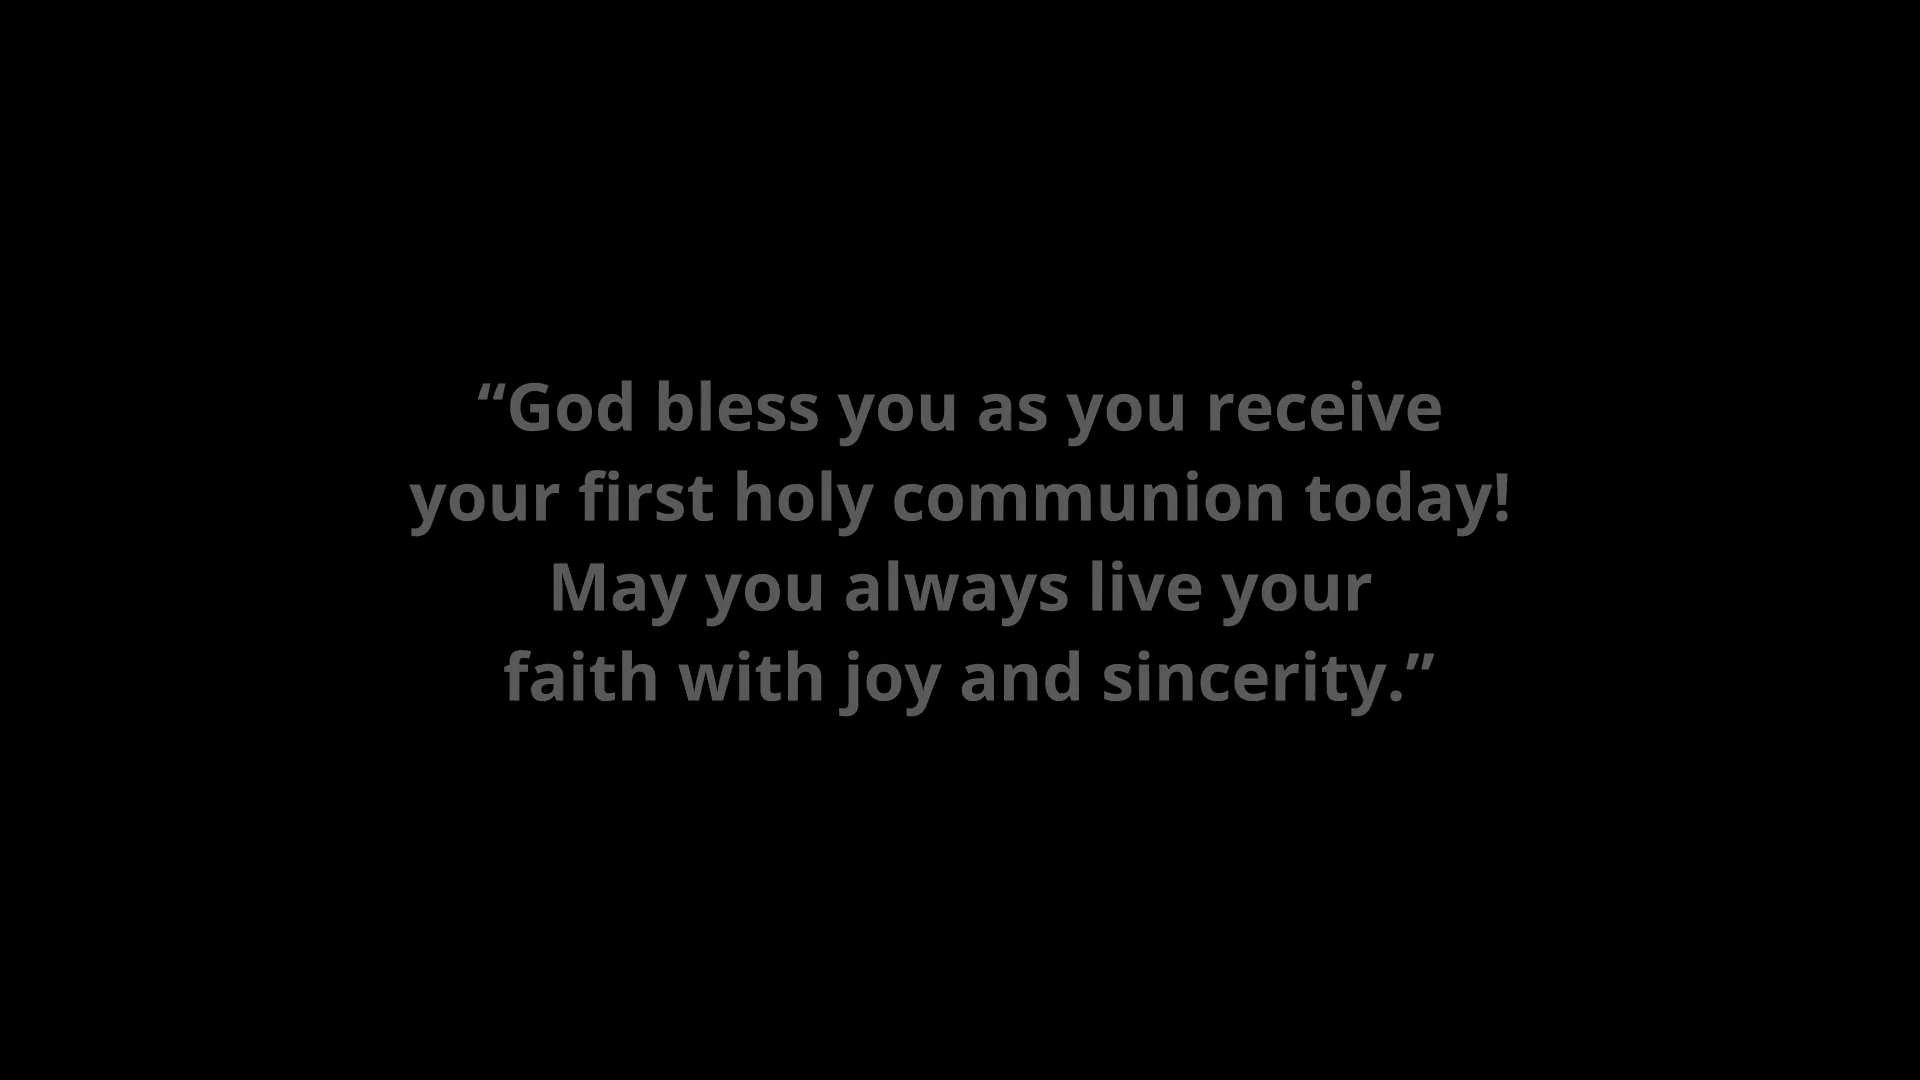 “God bless you as you receive
your first holy communion today!
May you always live your
faith with joy and sincerity.”